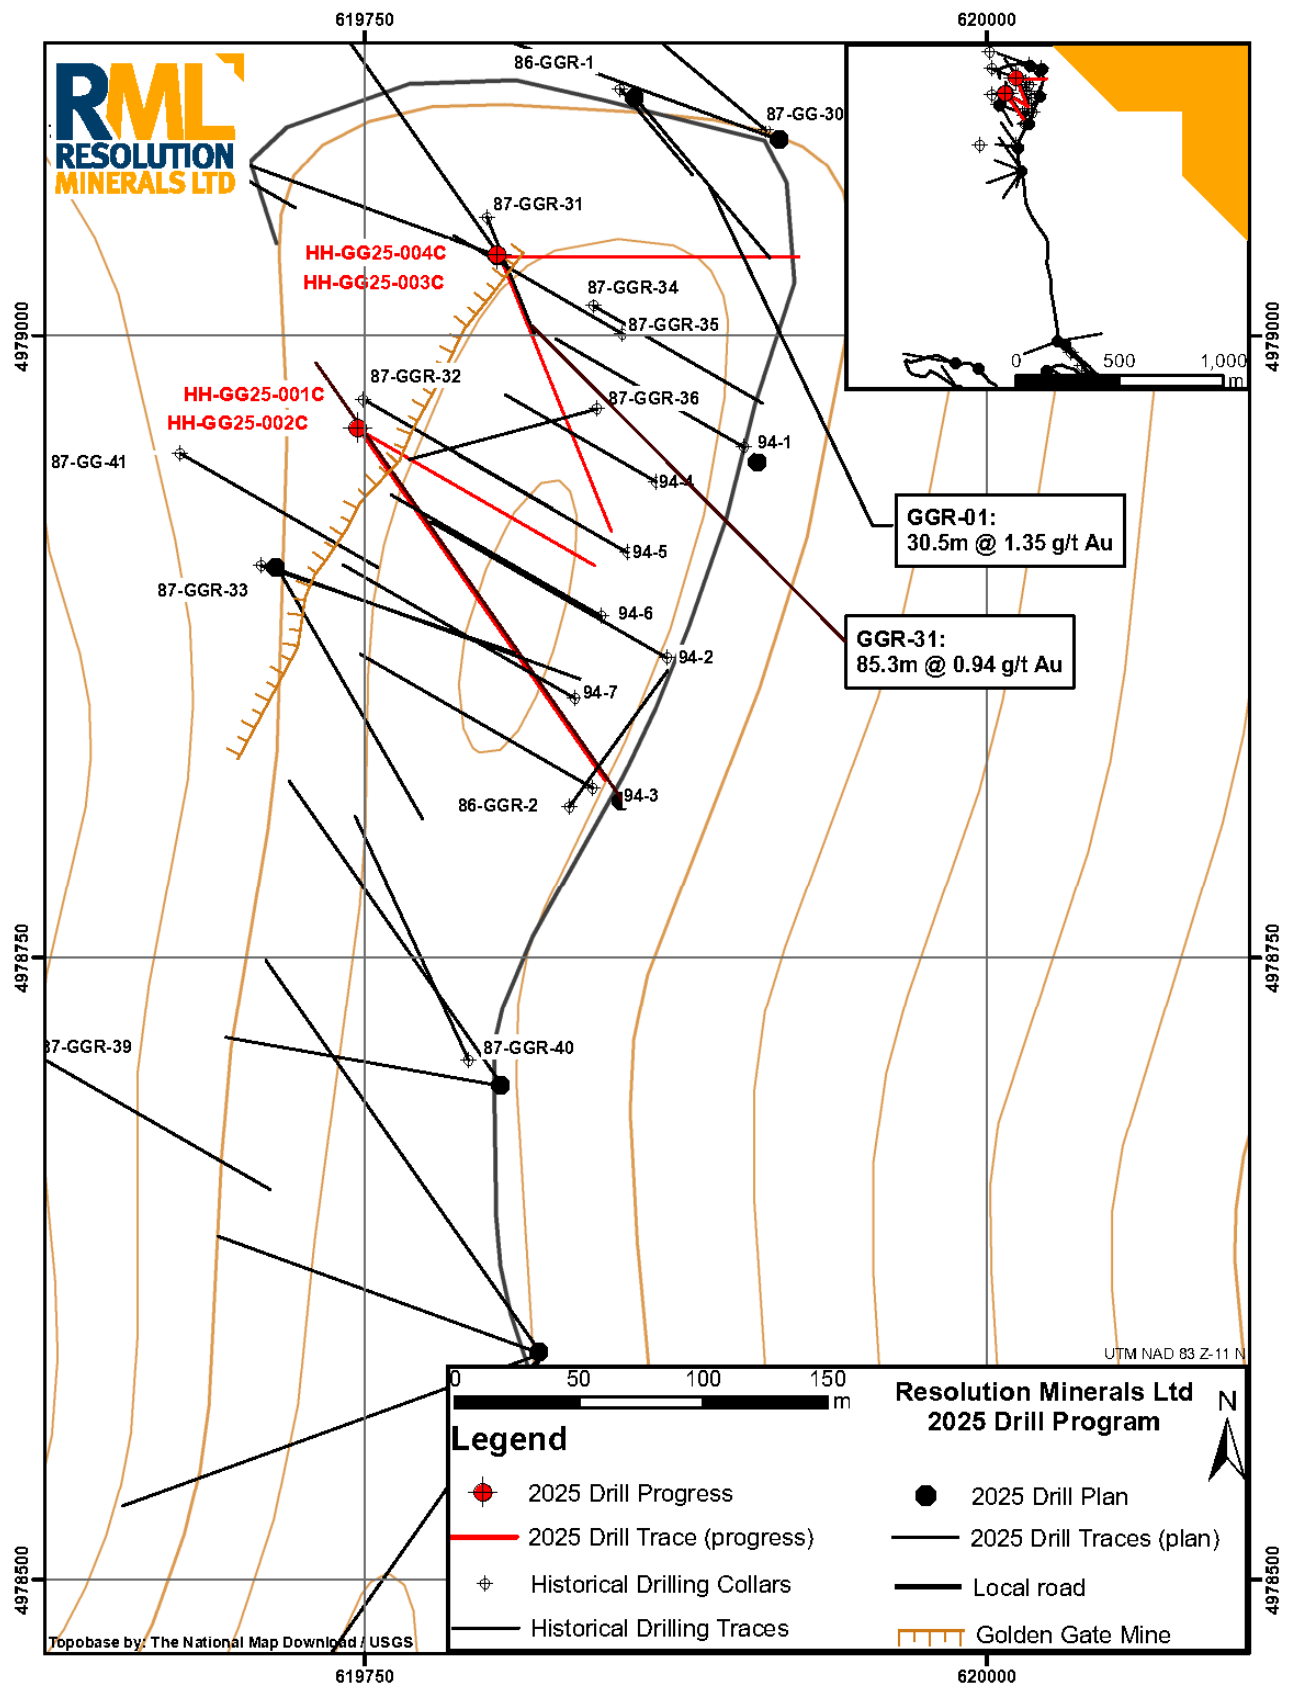 619750
620000
RML
RESOLUTION
MINERALS LTD
86-GGR-1
87-GG-30
87-GGR-31
HH-GG25-004C
HH-GG25-003C
87-GGR-34
87-GGR-35
4979000
4979000
0 500 1,000
m
87-GGR-32
HH-GG25-001C
HH-GG25-002C
87-GGR-36
87-GG-41
94-1
94-4
GGR-01:
30.5m @ 1.35 g/t Au
94-5
87-GGR-33
94-6
GGR-31:
85.3m @ 0.94 g/t Au
94-2
94-7
94-3
86-GGR-2
4978750
4978750
87-GGR-39
87-GGR-40
UTM NAD 83 Z-11 N
0 50 100 150
m
Resolution Minerals Ltd
2025 Drill Program
N
Legend
2025 Drill Progress
2025 Drill Plan
2025 Drill Trace (progress)
2025 Drill Traces (plan)
Historical Drilling Collars
Local road
Historical Drilling Traces
Golden Gate Mine
4978500
4978500
Topobase by: The National Map Download / USGS
619750
620000